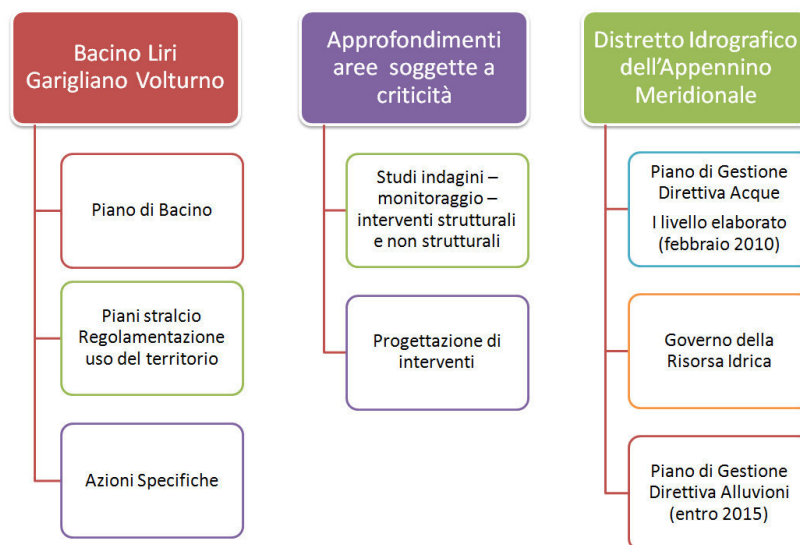 Bacino Liri
Garigliano Volturno
Piano di Bacino
Piani stralcio
Regolamentazione
uso del territorio
Azioni Specifiche
Approfondimenti
aree soggette a
criticità
Studi indagini –
monitoraggio –
interventi strutturali
e non strutturali
Progettazione di
interventi
Distretto Idrografico
dell'Appennino
Meridionale
Piano di Gestione
Direttiva Acque
I livello elaborato
(febbraio 2010)
Governo della
Risorsa Idrica
Piano di Gestione
Direttiva Alluvioni
(entro 2015)